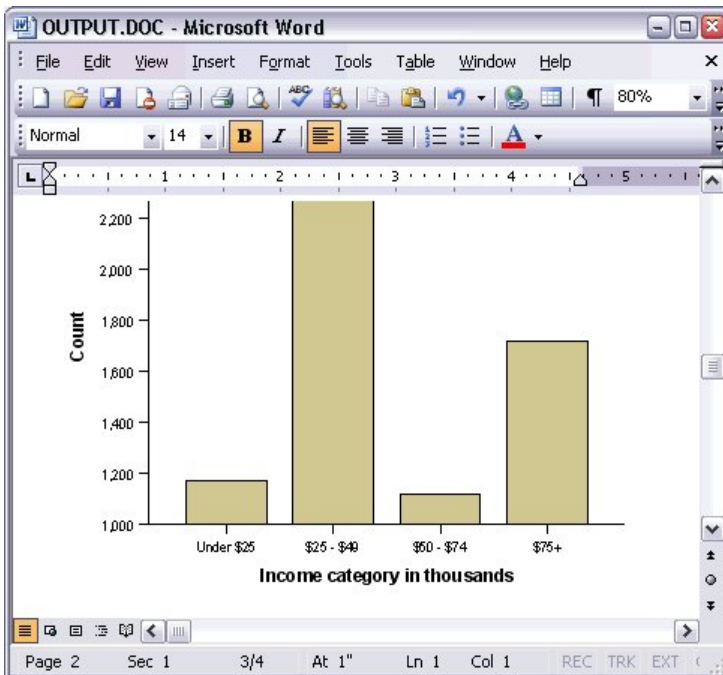 OUTPUT.DOC - Microsoft Word
File Edit View Insert Format Tools Table Window Help
ABC
80%
Normal 14 B I A
L 1 2 3 4 5
2,200
2,000
1,800
1,600
1,400
1,200
1,000
Count
Under $25 $25 - $49 $50 - $74 $75+
Income category in thousands
Page 2 Sec 1 3/4 At 1" Ln 1 Col 1 REC TRK EXT